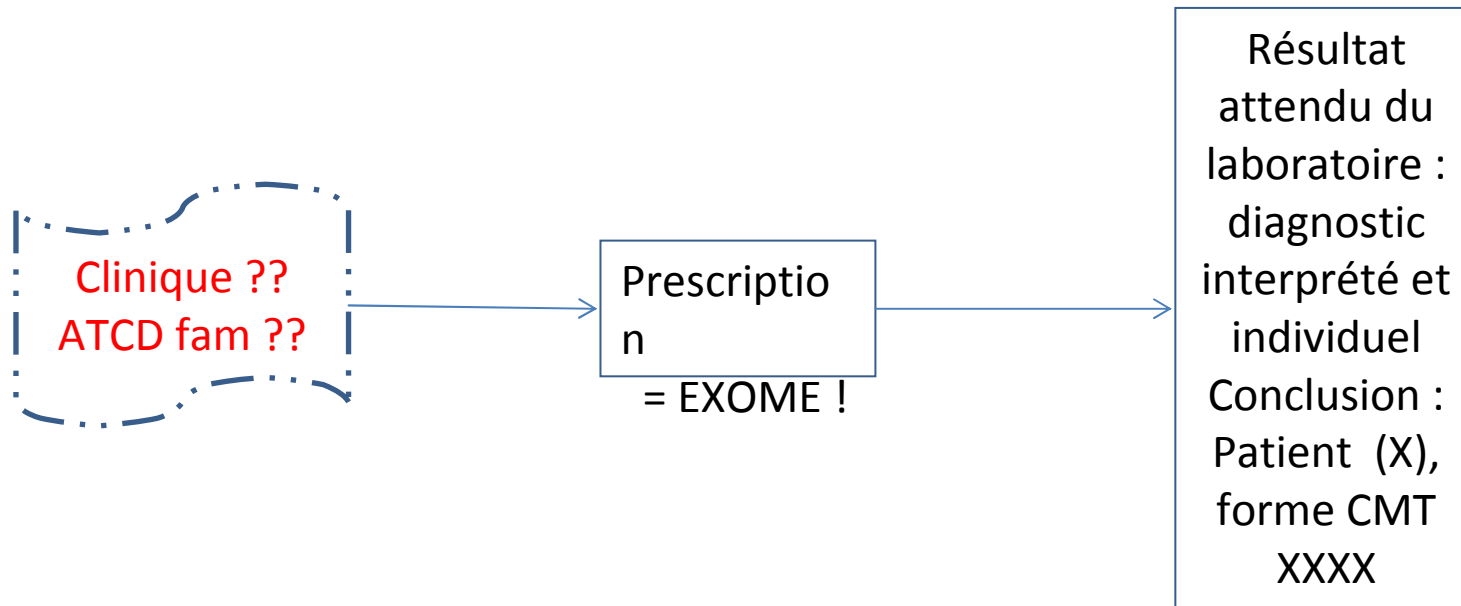 Clinique ??
ATCD fam ??
Prescriptio
n
= EXOME !
Résultat
attendu du
laboratoire :
diagnostic
interprété et
individuel
Conclusion :
Patient (X),
forme CMT
XXXX